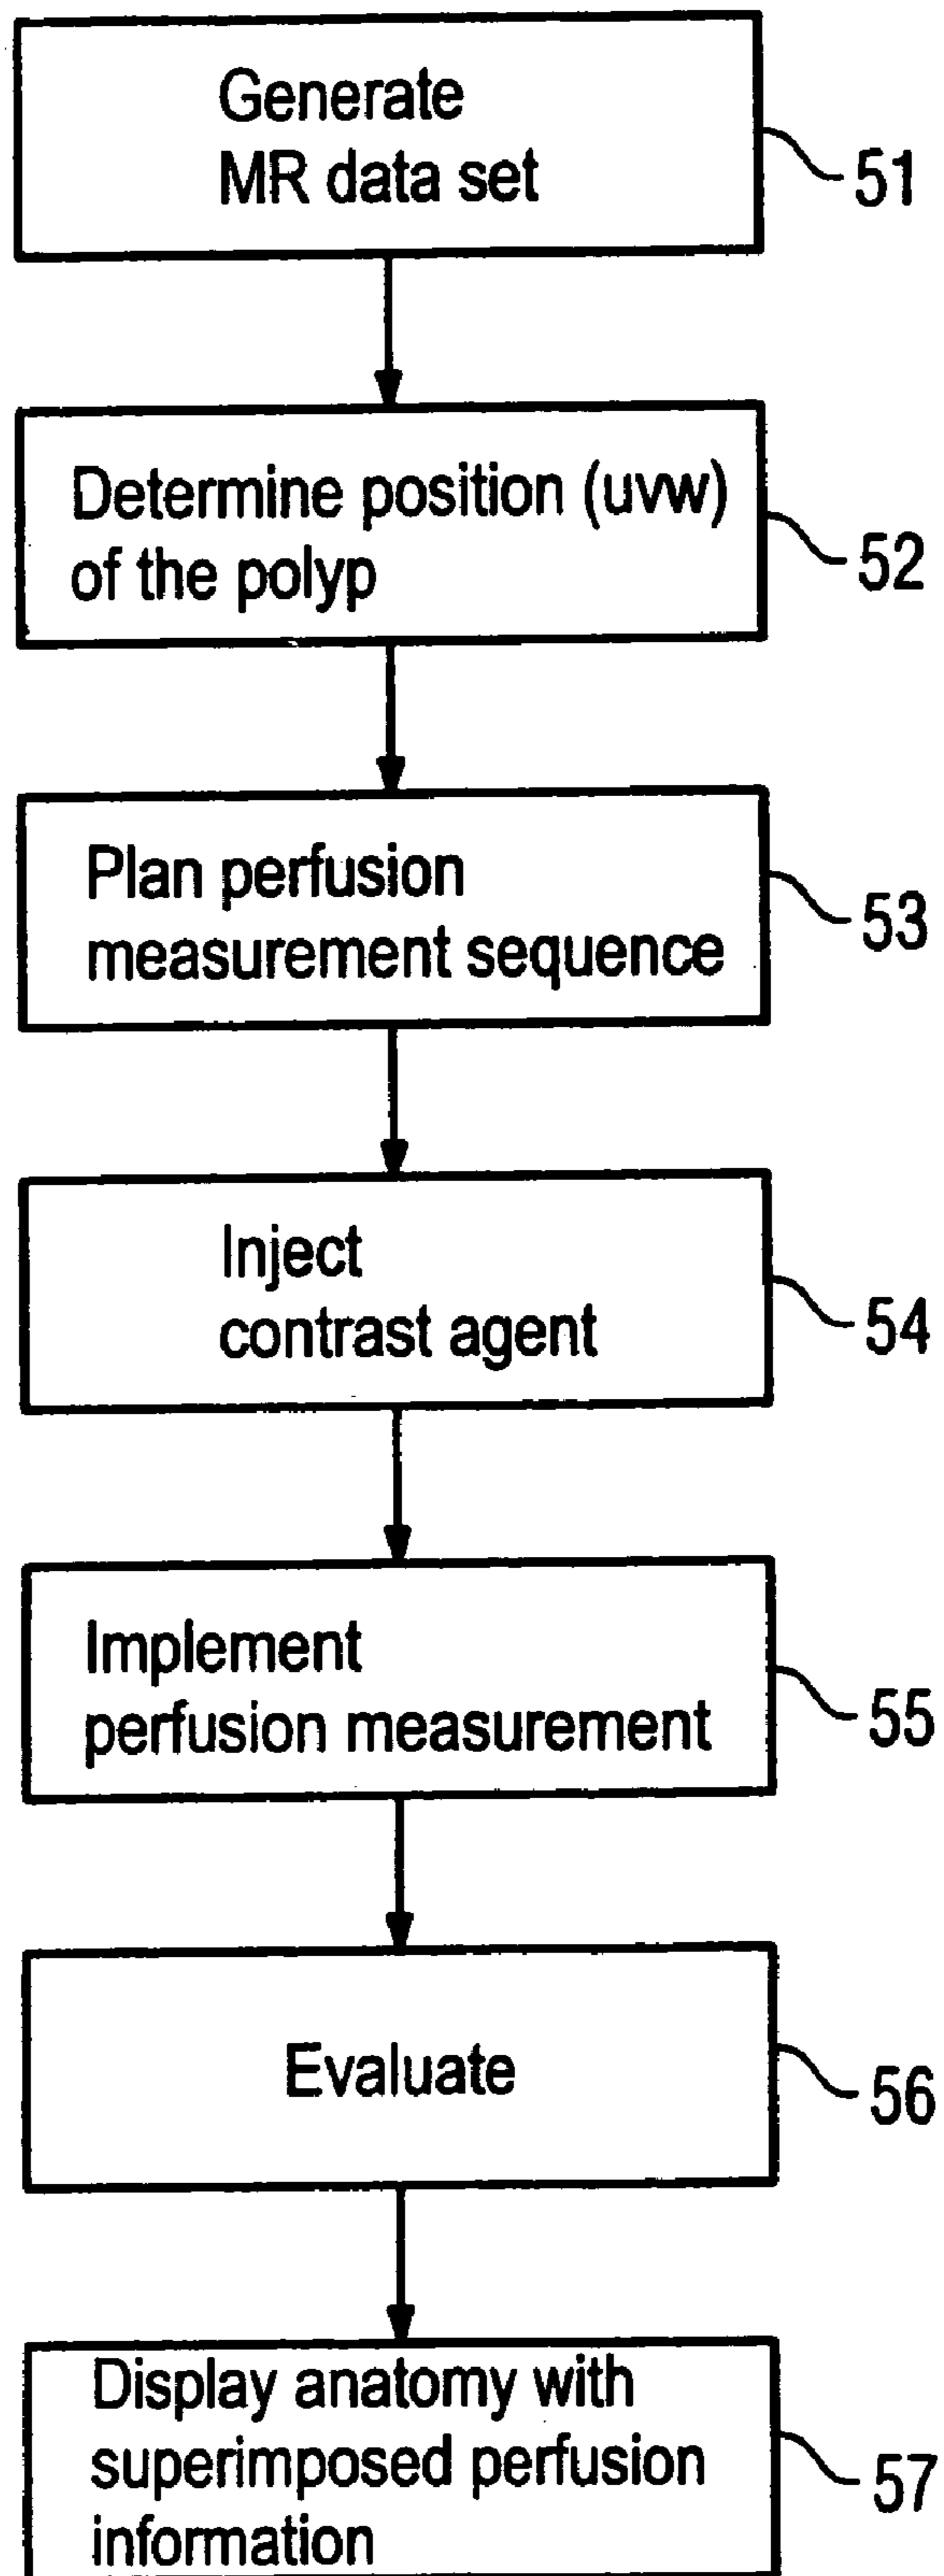 Generate
MR data set
51
Determine position (uvw)
of the polyp
52
Plan perfusion
measurement sequence
53
Inject
contrast agent
54
Implement
perfusion measurement
55
Evaluate
56
Display anatomy with
superimposed perfusion
information
57